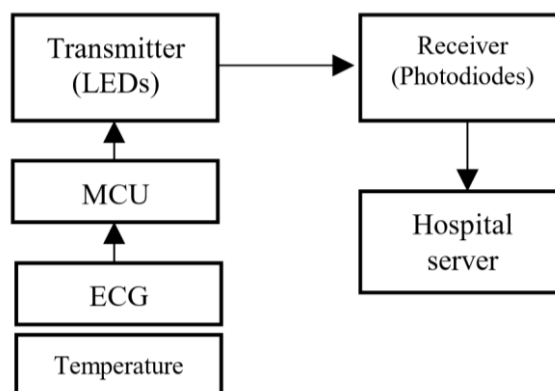 Transmitter
(LEDs)
Receiver
(Photodiodes)
MCU
Hospital
server
ECG
Temperature